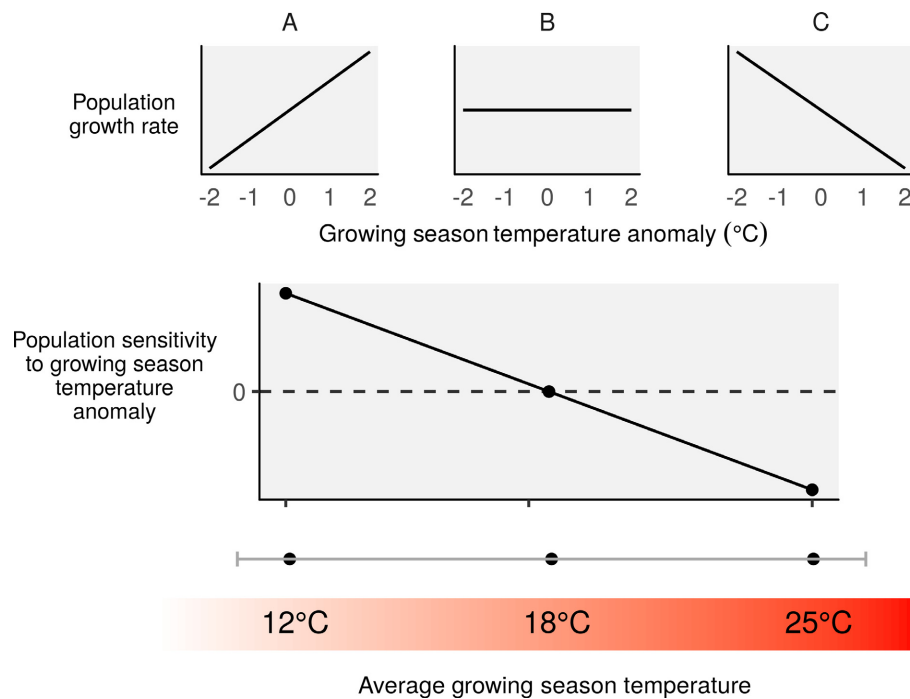 A B C
Population
growth rate
-2 -1 0 1 2 -2 -1 0 1 2 -2 -1 0 1 2
Growing season temperature anomaly (°C)
Population sensitivity
to growing season
temperature
anomaly
0
12°C 18°C 25°C
Average growing season temperature